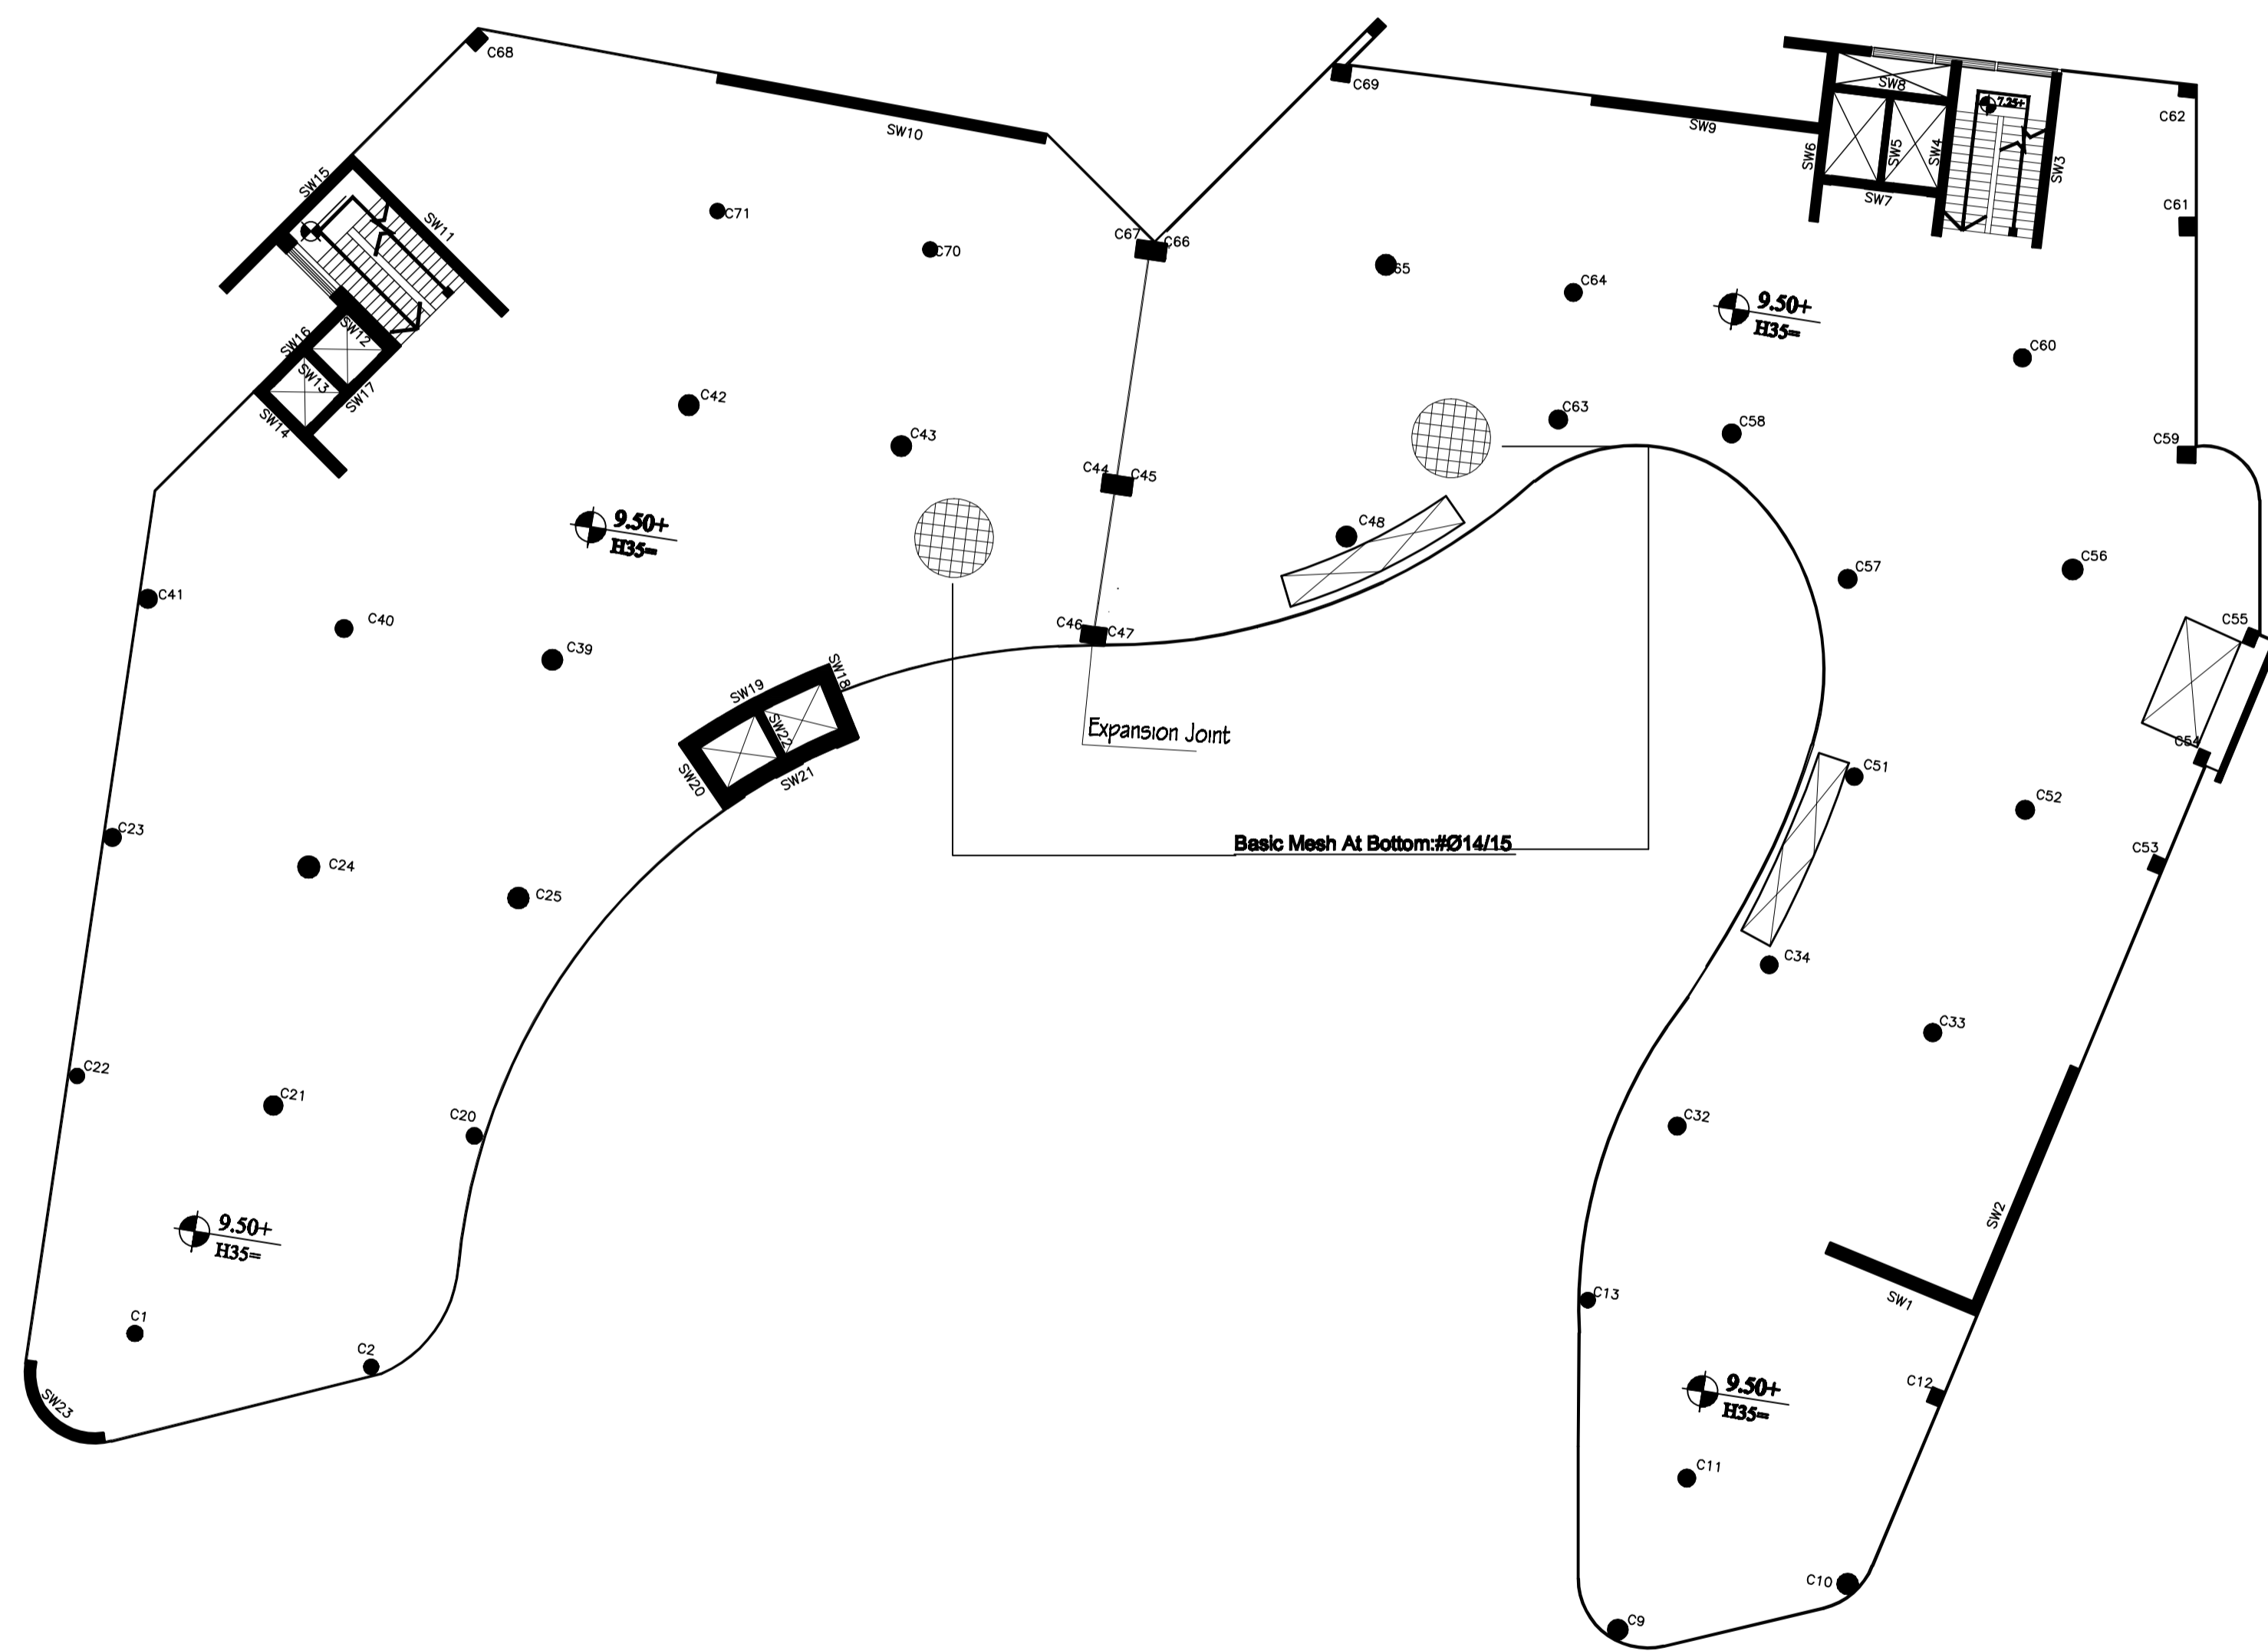 C68
C69
SW8
7.25+
C62
SW10
SW9
SW6
SW5
SW4
SW3
SW7
SW15
SW11
C71
C61
C67
C66
C70
C65
C64
9.50+
H35=
SW16
SW12
SW13
SW17
SW14
C60
C42
C43
C63
C58
C59
C44
C45
9.50+
H35=
C48
C56
C57
C41
C40
C39
C46
C47
C55
SW19
SW18
SW22
SW20
SW21
Expansion Joint
C54
C51
C52
C23
C24
C25
Basic Mesh At Bottom:#Ø14/15
C53
C34
C33
C22
C21
C20
C32
9.50+
H35=
SW2
C1
C13
SW1
C2
SW23
C12
9.50+
H35=
C11
C10
C9